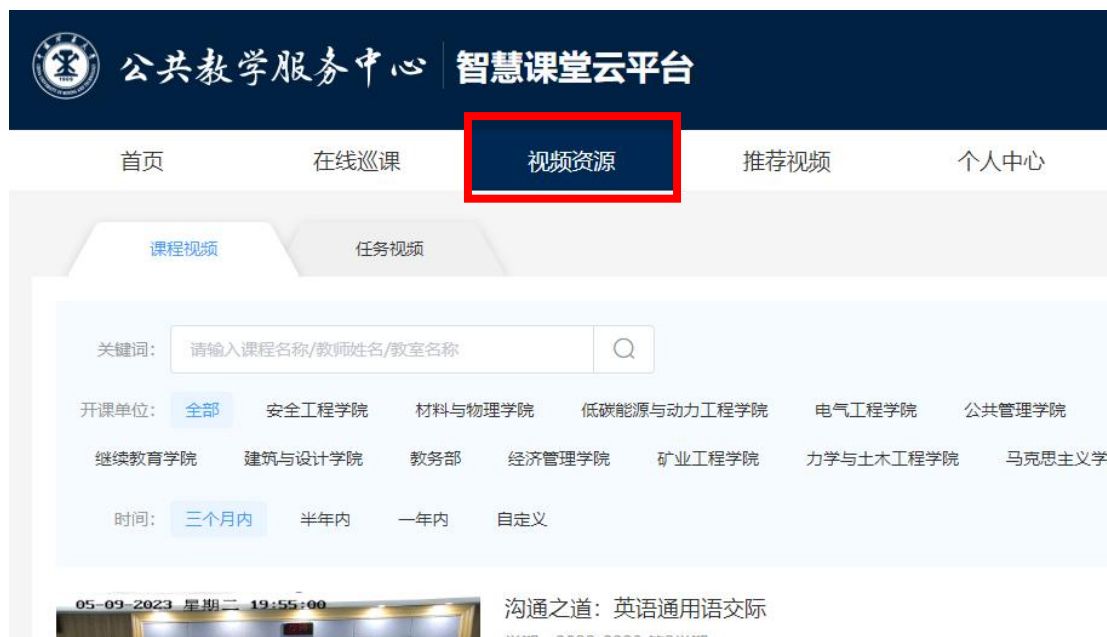 公共教学服务中心 智慧课堂云平台
首页 在线巡课 视频资源 推荐视频 个人中心
课程视频 任务视频
关键词： 请输入课程名称/教师姓名/教室名称
开课单位： 全部 安全工程学院 材料与物理学院 低碳能源与动力工程学院 电气工程学院 公共管理学院
继续教育学院 建筑与设计学院 教务部 经济管理学院 矿业工程学院 力学与土木工程学院 马克思主义学
时间： 三个月内 半年内 一年内 自定义
05-09-2023 星期二 19:55:00
沟通之道：英语通用语交际